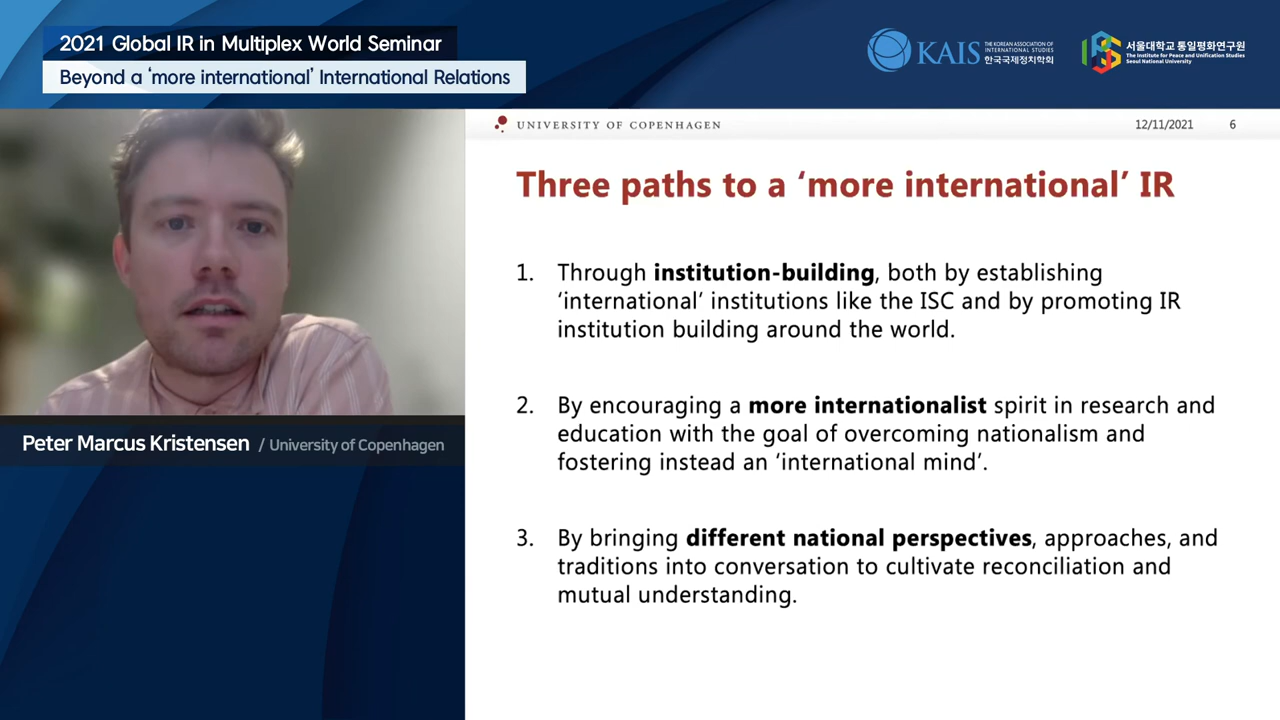 2021 Global IR in Multiplex World Seminar
Beyond a ‘more international’ International Relations
KAIS
THE KOREAN ASSOCIATION OF
INTERNATIONAL STUDIES
한국국제정치학회
서울대학교 통일평화연구원
The Institute for Peace and Unification Studies
Seoul National University
UNIVERSITY OF COPENHAGEN
12/11/2021
6
Three paths to a ‘more international’ IR
1. Through institution-building, both by establishing
‘international’ institutions like the ISC and by promoting IR
institution building around the world.
2. By encouraging a more internationalist spirit in research and
education with the goal of overcoming nationalism and
fostering instead an ‘international mind’.
3. By bringing different national perspectives, approaches, and
traditions into conversation to cultivate reconciliation and
mutual understanding.
Peter Marcus Kristensen / University of Copenhagen